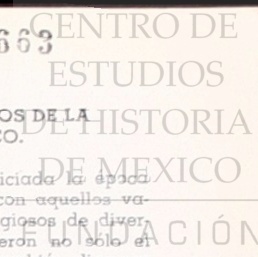 663
CENTRO DE
ESTUDIOS
OS DE LA
DE HISTORIA
CO.
DE MEXICO
iciada la época
con aquellos va-
giosos de diver-
FUNDACIÓN
eron no sólo el